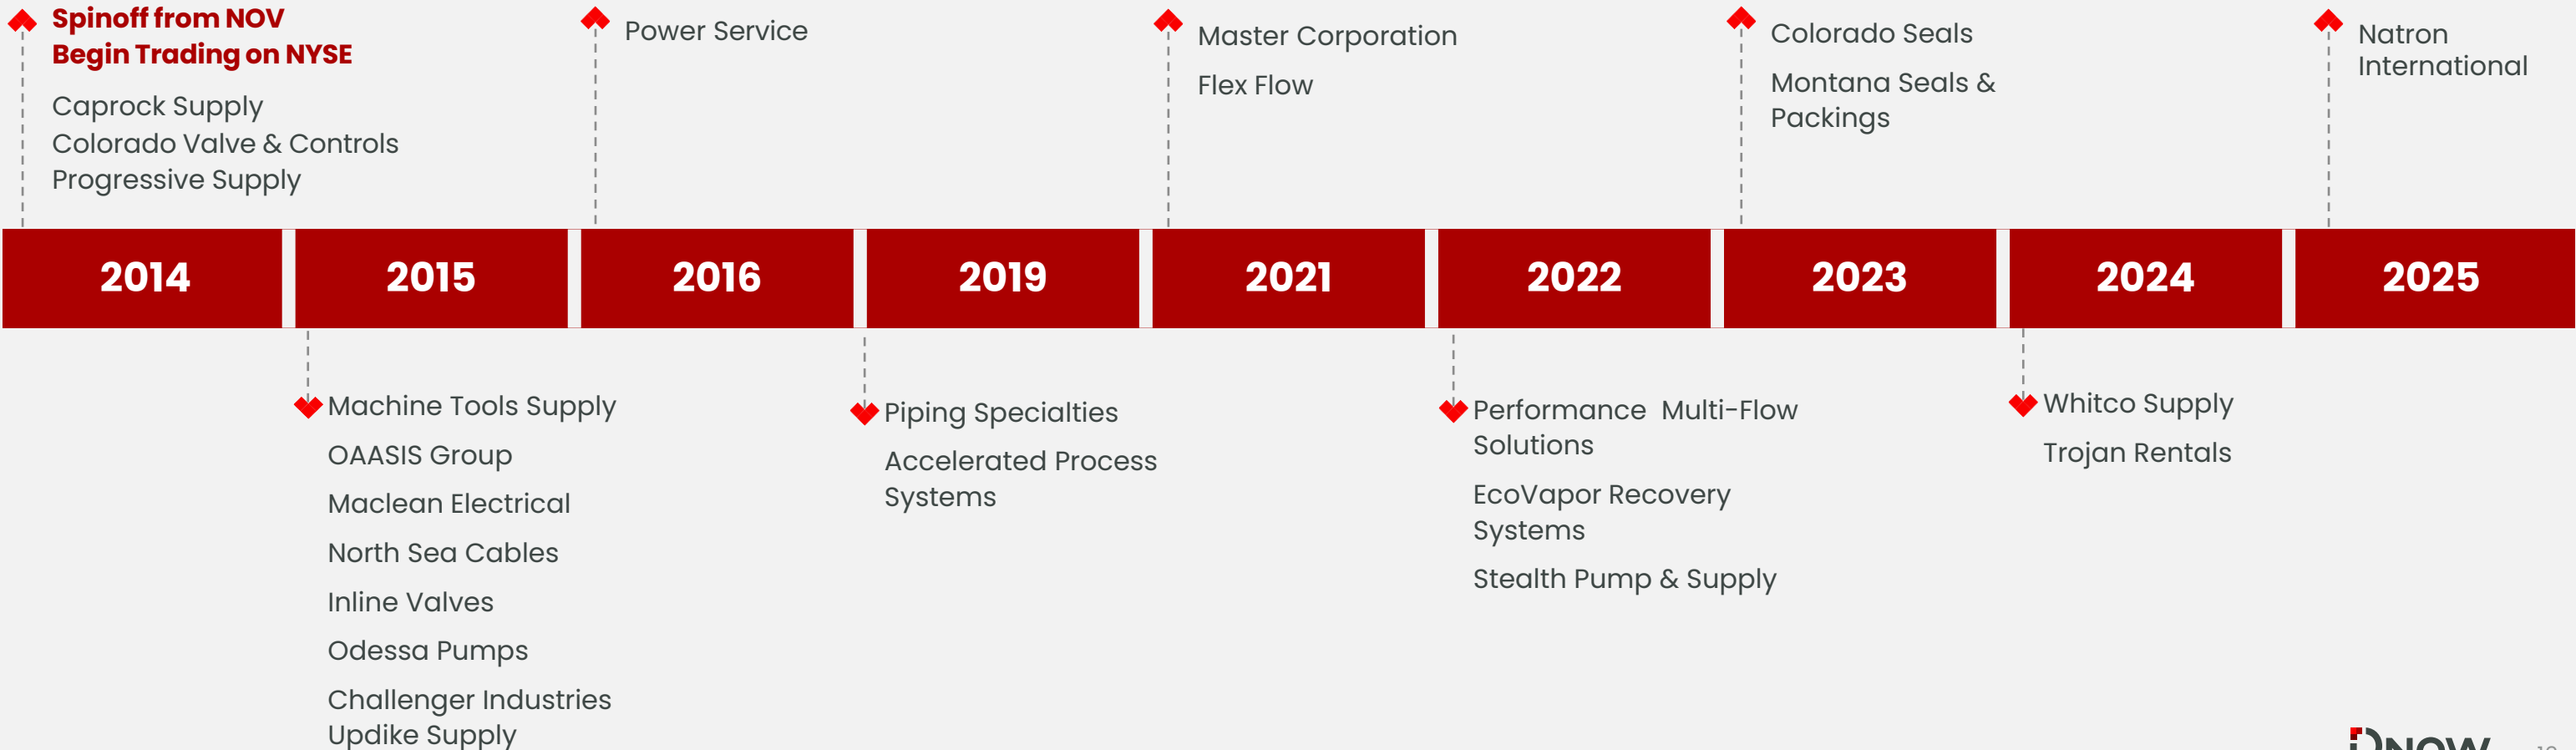 Spinoff from NOV
Begin Trading on NYSE
Caprock Supply
Colorado Valve & Controls
Progressive Supply
Power Service
Master Corporation
Flex Flow
Colorado Seals
Montana Seals &
Packings
Natron
International
2014
2015
2016
2019
2021
2022
2023
2024
2025
Machine Tools Supply
OAASIS Group
Maclean Electrical
North Sea Cables
Inline Valves
Odessa Pumps
Challenger Industries
Updike Supply
Piping Specialties
Accelerated Process
Systems
Performance  Multi-Flow
Solutions
EcoVapor Recovery
Systems
Stealth Pump & Supply
Whitco Supply
Trojan Rentals
DNOW